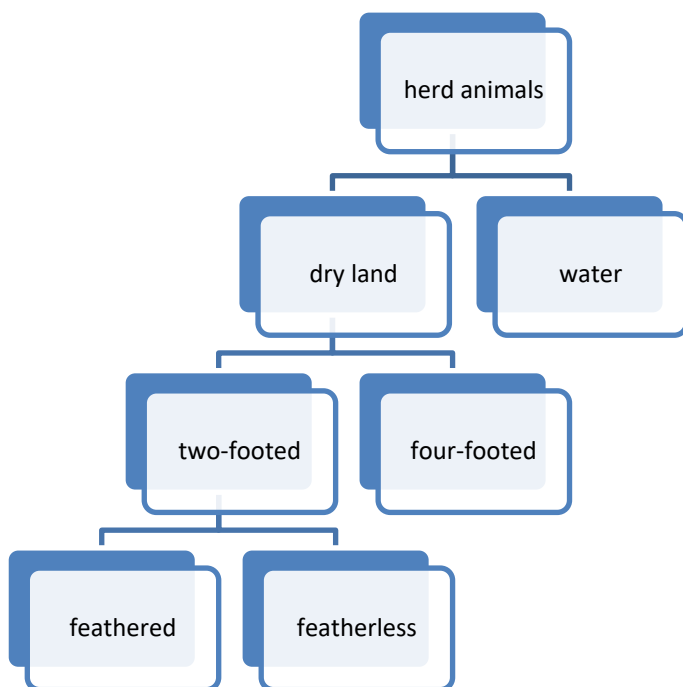 herd animals
dry land
water
two-footed
four-footed
feathered
featherless